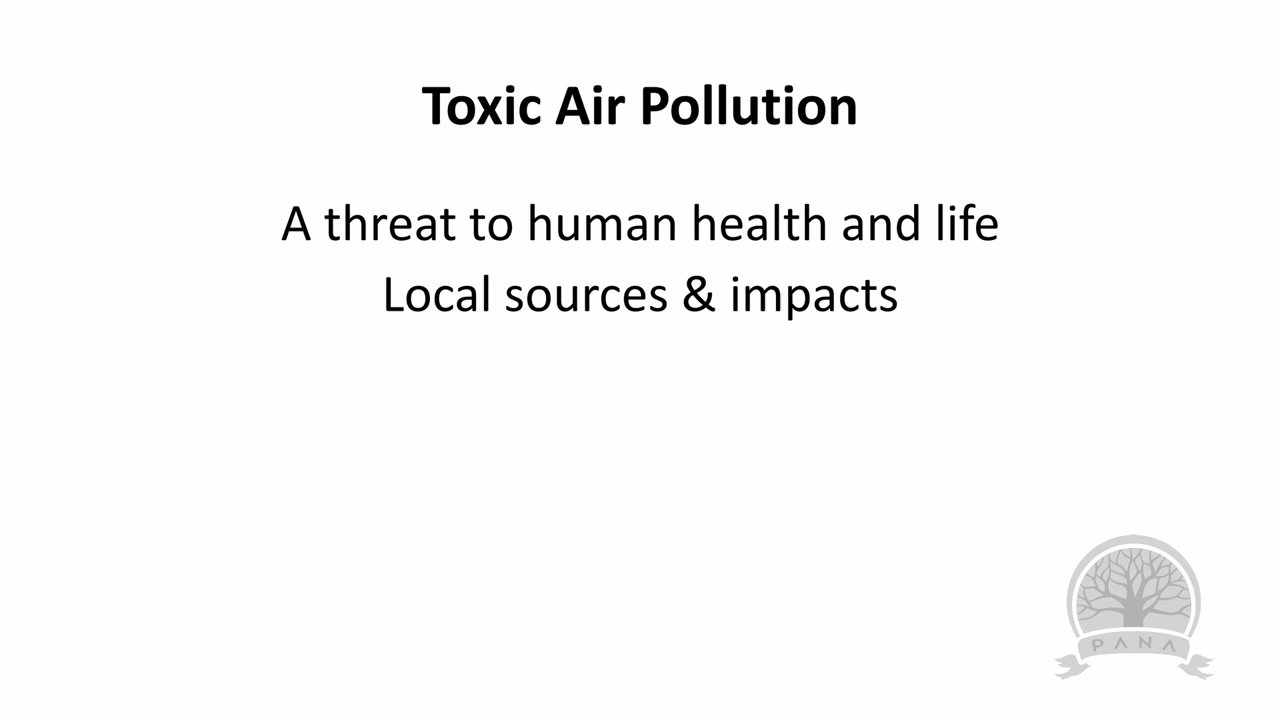 Toxic Air Pollution
A threat to human health and life
Local sources & impacts
PANA